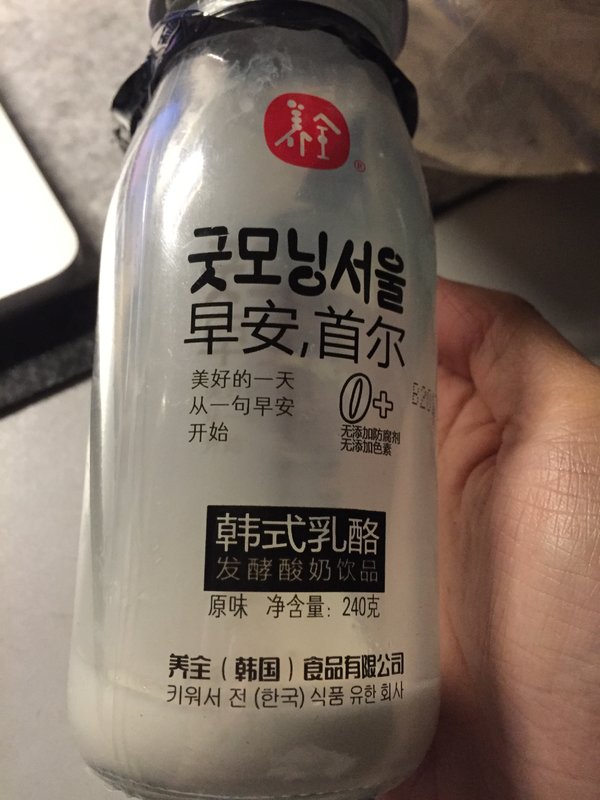 养全
®
굿모닝서울
早安,首尔
美好的一天
从一句早安
开始
0+
无添加防腐剂
无添加色素
韩式乳酪
发酵酸奶饮品
原味 净含量：240克
养全（韩国）食品有限公司
키워서 전 (한국) 식품 유한 회사